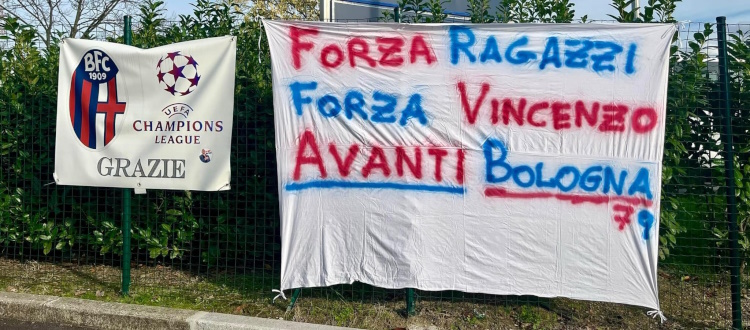 BFC
1909
UEFA
CHAMPIONS
LEAGUE
GRAZIE
FORZA RAGAZZI
FORZA VINCENZO
AVANTI BOLOGNA
79